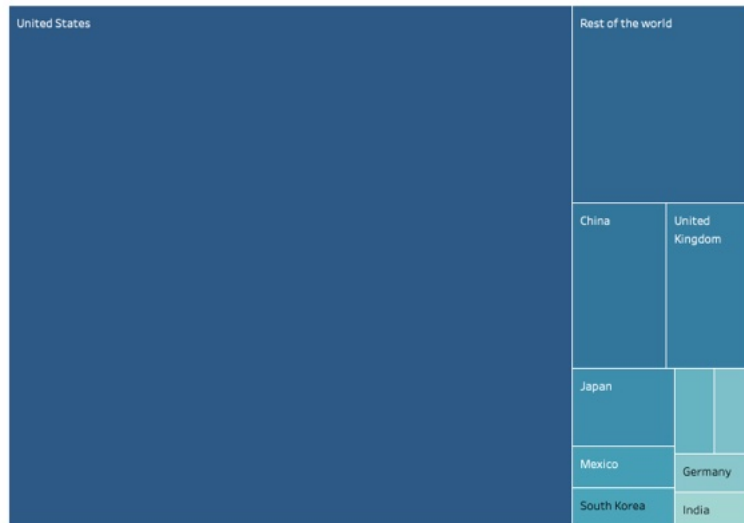 United States
Rest of the world
China
United
Kingdom
Japan
Mexico
Germany
South Korea
India